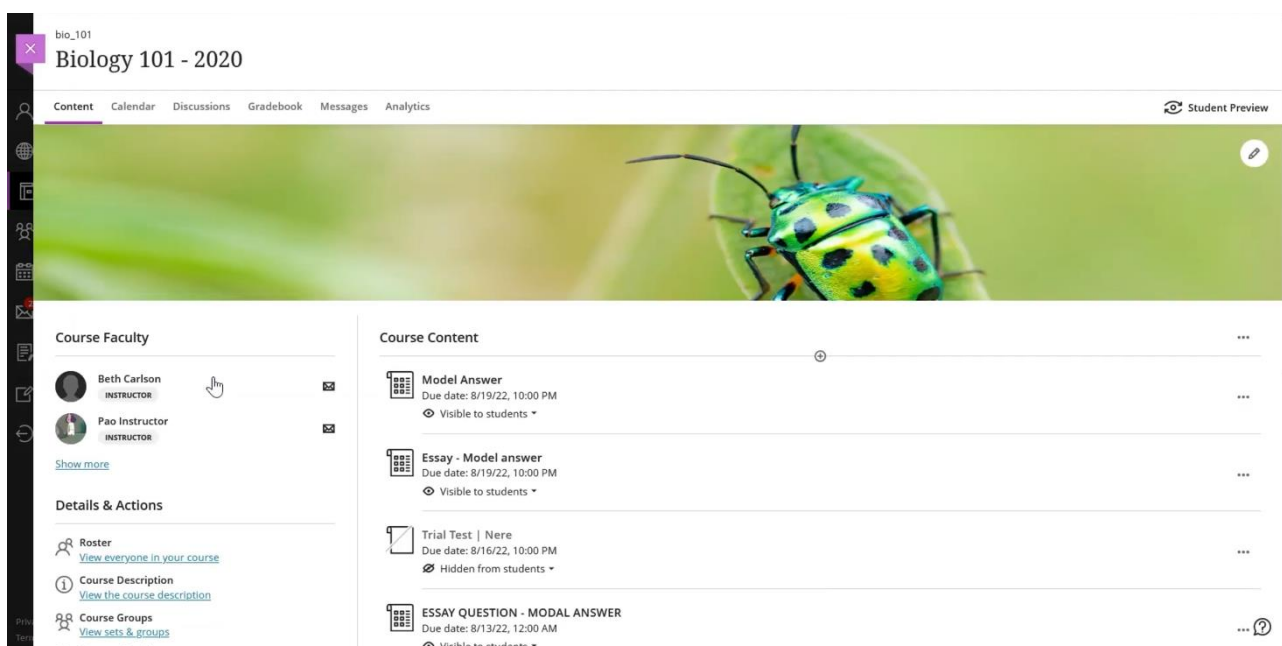 bio_101
Biology 101 - 2020
Content Calendar Discussions Gradebook Messages Analytics
Student Preview
Course Faculty
Beth Carlson
INSTRUCTOR
Pao Instructor
INSTRUCTOR
Show more
Details & Actions
Roster
View everyone in your course
Course Description
View the course description
Course Groups
View sets & groups
Course Content
Model Answer
Due date: 8/19/22, 10:00 PM
Visible to students
Essay - Model answer
Due date: 8/19/22, 10:00 PM
Visible to students
Trial Test | Nere
Due date: 8/16/22, 10:00 PM
Hidden from students
ESSAY QUESTION - MODAL ANSWER
Due date: 8/13/22, 12:00 AM
Visible to students